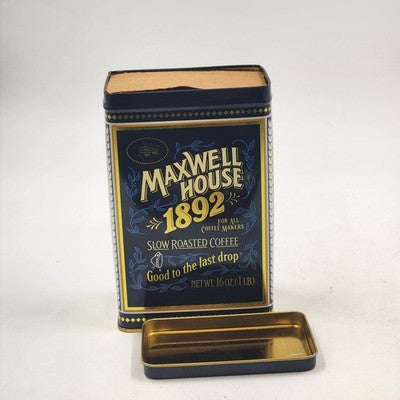 MAXWELL
HOUSE
1892
FOR ALL
COFFEE MAKERS
SLOW ROASTED COFFEE
Good to the last drop®
NET WT. 16 OZ (1 LB)